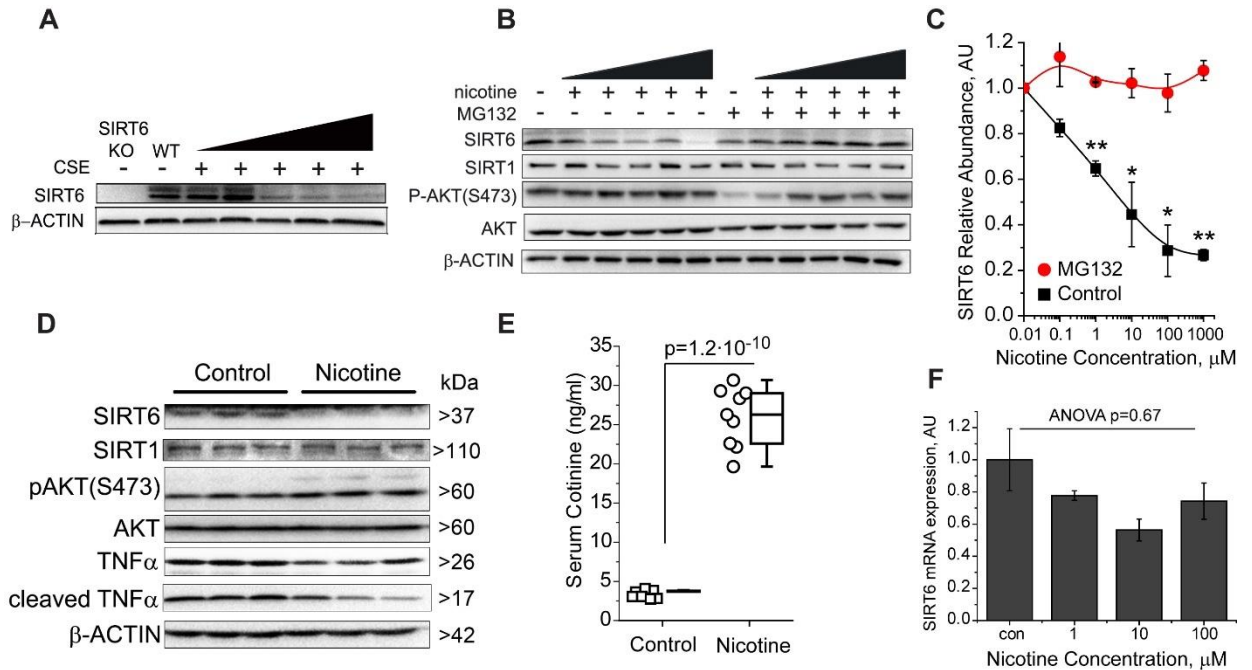 A
SIRT6
KO WT
CSE - - + + + + +
SIRT6
β-ACTIN
B
nicotine - + + + + + - + + + + +
MG132 - - - - - - + + + + + +
SIRT6
SIRT1
P-AKT(S473)
AKT
β-ACTIN
C
SIRT6 Relative Abundance, AU
1.2
1.0
0.8
0.6
0.4
0.2
0.0
** * * **
MG132
Control
0.01 0.1 1 10 100 1000
Nicotine Concentration, μM
D
Control Nicotine kDa
SIRT6 >37
SIRT1 >110
pAKT(S473) >60
AKT >60
TNFα >26
cleaved TNFα >17
β-ACTIN >42
E
p=1.2·10-10
Serum Cotinine (ng/ml)
35
30
25
20
15
10
5
0
Control Nicotine
F
ANOVA p=0.67
SIRT6 mRNA expression, AU
1.2
1.0
0.8
0.6
0.4
0.2
0.0
con 1 10 100
Nicotine Concentration, μM